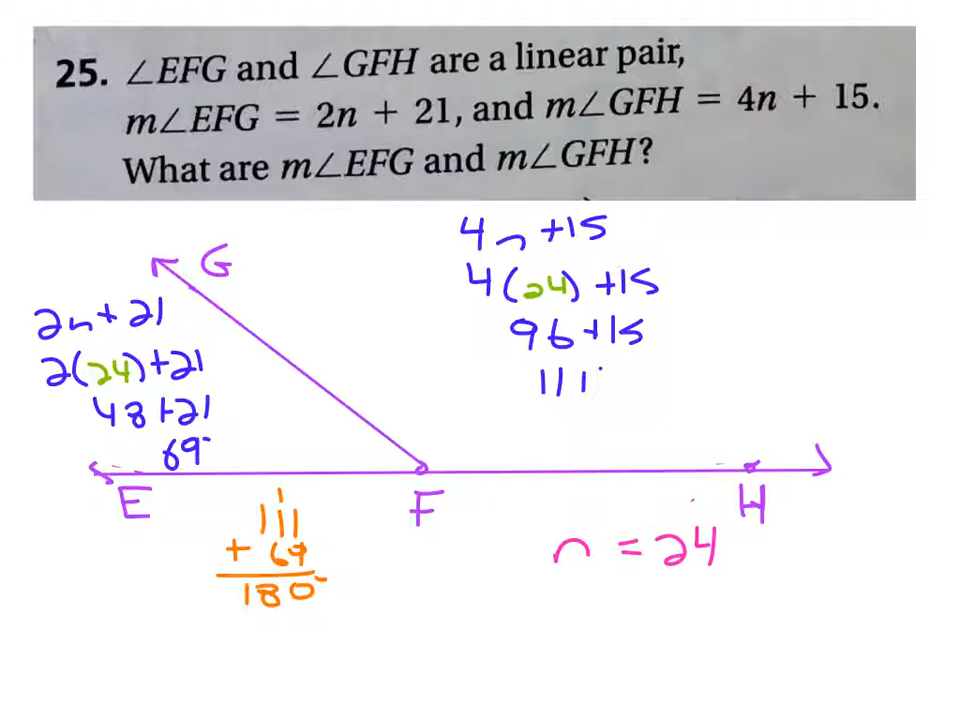 25. ∠EFG and ∠GFH are a linear pair,
m∠EFG = 2n + 21, and m∠GFH = 4n + 15.
What are m∠EFG and m∠GFH?
4n +15
4(24) +15
96+15
111°
G
2n+21
2(24)+21
48+21
69°
E
F
H
1
111
+ 69
180°
n = 24